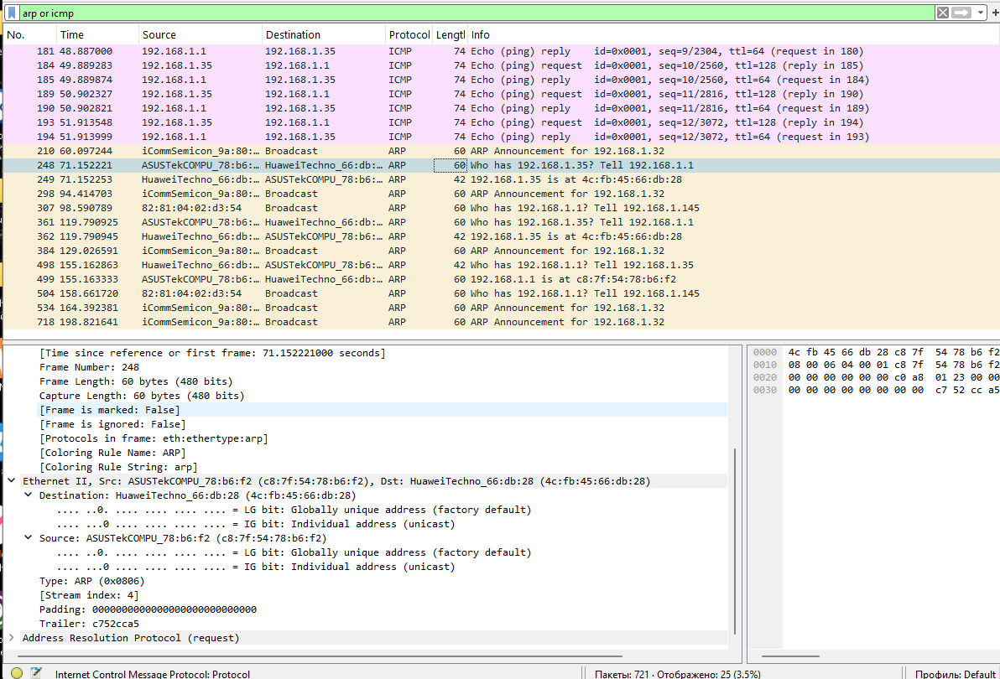 arp or icmp
No. Time Source Destination Protocol Lengtl Info
181 48.887000 192.168.1.1 192.168.1.35 ICMP 74 Echo (ping) reply id=0x0001, seq=9/2304, ttl=64 (request in 180)
184 49.889283 192.168.1.35 192.168.1.1 ICMP 74 Echo (ping) request id=0x0001, seq=10/2560, ttl=128 (reply in 185)
185 49.889874 192.168.1.1 192.168.1.35 ICMP 74 Echo (ping) reply id=0x0001, seq=10/2560, ttl=64 (request in 184)
189 50.902327 192.168.1.35 192.168.1.1 ICMP 74 Echo (ping) request id=0x0001, seq=11/2816, ttl=128 (reply in 190)
190 50.902821 192.168.1.1 192.168.1.35 ICMP 74 Echo (ping) reply id=0x0001, seq=11/2816, ttl=64 (request in 189)
193 51.913548 192.168.1.35 192.168.1.1 ICMP 74 Echo (ping) request id=0x0001, seq=12/3072, ttl=128 (reply in 194)
194 51.913999 192.168.1.1 192.168.1.35 ICMP 74 Echo (ping) reply id=0x0001, seq=12/3072, ttl=64 (request in 193)
210 60.097244 iCommSemicon_9a:80:… Broadcast ARP 60 ARP Announcement for 192.168.1.32
248 71.152221 ASUSTekCOMPU_78:b6:… HuaweiTechno_66:db:… ARP 60 Who has 192.168.1.35? Tell 192.168.1.1
249 71.152253 HuaweiTechno_66:db:… ASUSTekCOMPU_78:b6:… ARP 42 192.168.1.35 is at 4c:fb:45:66:db:28
298 94.414703 iCommSemicon_9a:80:… Broadcast ARP 60 ARP Announcement for 192.168.1.32
307 98.590789 82:81:04:02:d3:54 Broadcast ARP 60 Who has 192.168.1.1? Tell 192.168.1.145
361 119.790925 ASUSTekCOMPU_78:b6:… HuaweiTechno_66:db:… ARP 60 Who has 192.168.1.35? Tell 192.168.1.1
362 119.790945 HuaweiTechno_66:db:… ASUSTekCOMPU_78:b6:… ARP 42 192.168.1.35 is at 4c:fb:45:66:db:28
384 129.026591 iCommSemicon_9a:80:… Broadcast ARP 60 ARP Announcement for 192.168.1.32
498 155.162863 HuaweiTechno_66:db:… ASUSTekCOMPU_78:b6:… ARP 42 Who has 192.168.1.1? Tell 192.168.1.35
499 155.163333 ASUSTekCOMPU_78:b6:… HuaweiTechno_66:db:… ARP 60 192.168.1.1 is at c8:7f:54:78:b6:f2
504 158.661720 82:81:04:02:d3:54 Broadcast ARP 60 Who has 192.168.1.1? Tell 192.168.1.145
534 164.392381 iCommSemicon_9a:80:… Broadcast ARP 60 ARP Announcement for 192.168.1.32
718 198.821641 iCommSemicon_9a:80:… Broadcast ARP 60 ARP Announcement for 192.168.1.32
[Time since reference or first frame: 71.152221000 seconds]
Frame Number: 248
Frame Length: 60 bytes (480 bits)
Capture Length: 60 bytes (480 bits)
[Frame is marked: False]
[Frame is ignored: False]
[Protocols in frame: eth:ethertype:arp]
[Coloring Rule Name: ARP]
[Coloring Rule String: arp]
Ethernet II, Src: ASUSTekCOMPU_78:b6:f2 (c8:7f:54:78:b6:f2), Dst: HuaweiTechno_66:db:28 (4c:fb:45:66:db:28)
Destination: HuaweiTechno_66:db:28 (4c:fb:45:66:db:28)
.... ..0. .... .... .... .... = LG bit: Globally unique address (factory default)
.... ...0 .... .... .... .... = IG bit: Individual address (unicast)
Source: ASUSTekCOMPU_78:b6:f2 (c8:7f:54:78:b6:f2)
.... ..0. .... .... .... .... = LG bit: Globally unique address (factory default)
.... ...0 .... .... .... .... = IG bit: Individual address (unicast)
Type: ARP (0x0806)
[Stream index: 4]
Padding: 0000000000000000000000000000
Trailer: c752cca5
Address Resolution Protocol (request)
0000 4c fb 45 66 db 28 c8 7f 54 78 b6 f2
0010 08 00 06 04 00 01 c8 7f 54 78 b6 f2
0020 00 00 00 00 00 00 c0 a8 01 23 00 00
0030 00 00 00 00 00 00 00 00 c7 52 cc a5
Internet Control Message Protocol: Protocol
Пакеты: 721 · Отображено: 25 (3.5%)
Профиль: Default